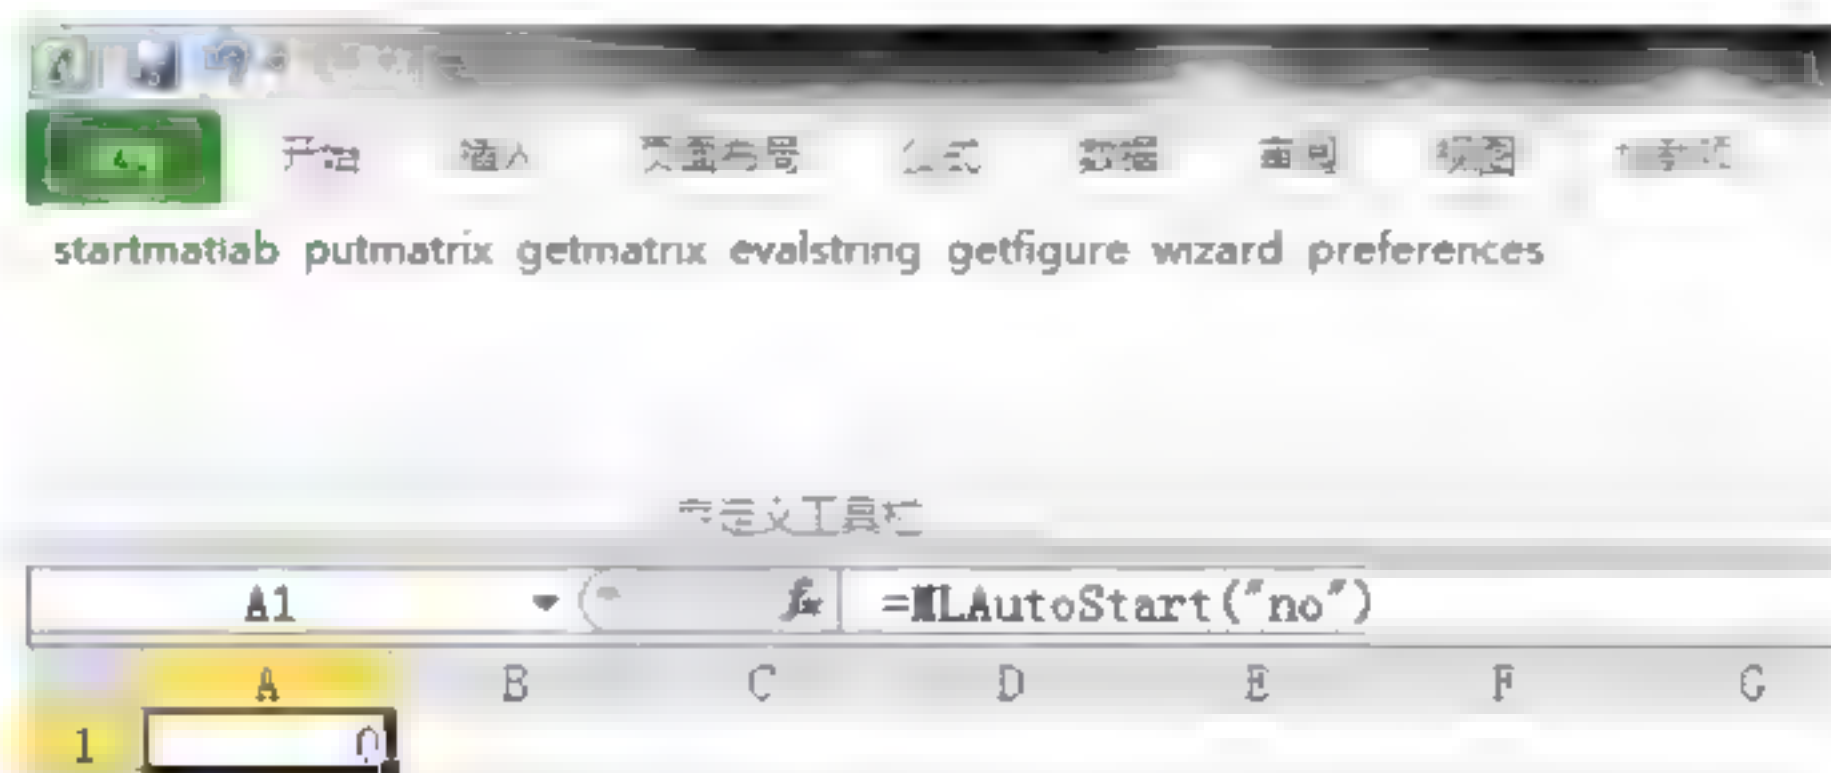 开始 插入 页面布局 公式 数据 审阅 视图
startmatlab putmatrix getmatrix evalstring getfigure wizard preferences
自定义工具栏
A1 fx =MLAutoStart("no")
A B C D E F G
1 0